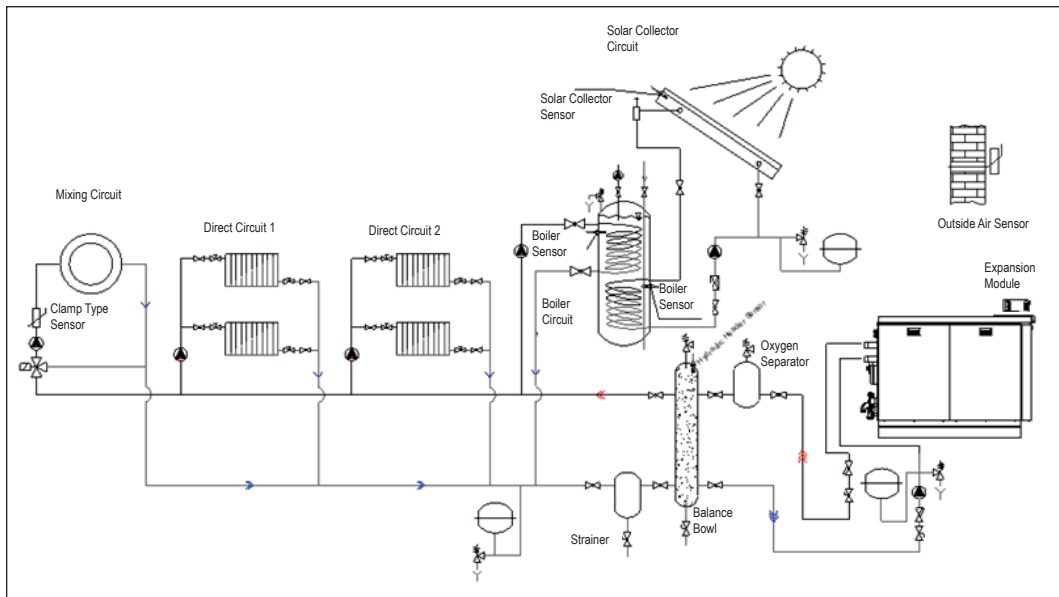 Solar Collector
Circuit
Solar Collector
Sensor
Mixing Circuit
Direct Circuit 1
Direct Circuit 2
Outside Air Sensor
Boiler
Sensor
Expansion
Module
Clamp Type
Sensor
Boiler
Sensor
Boiler
Circuit
Oxygen
Separator
Balance
Bowl
Strainer